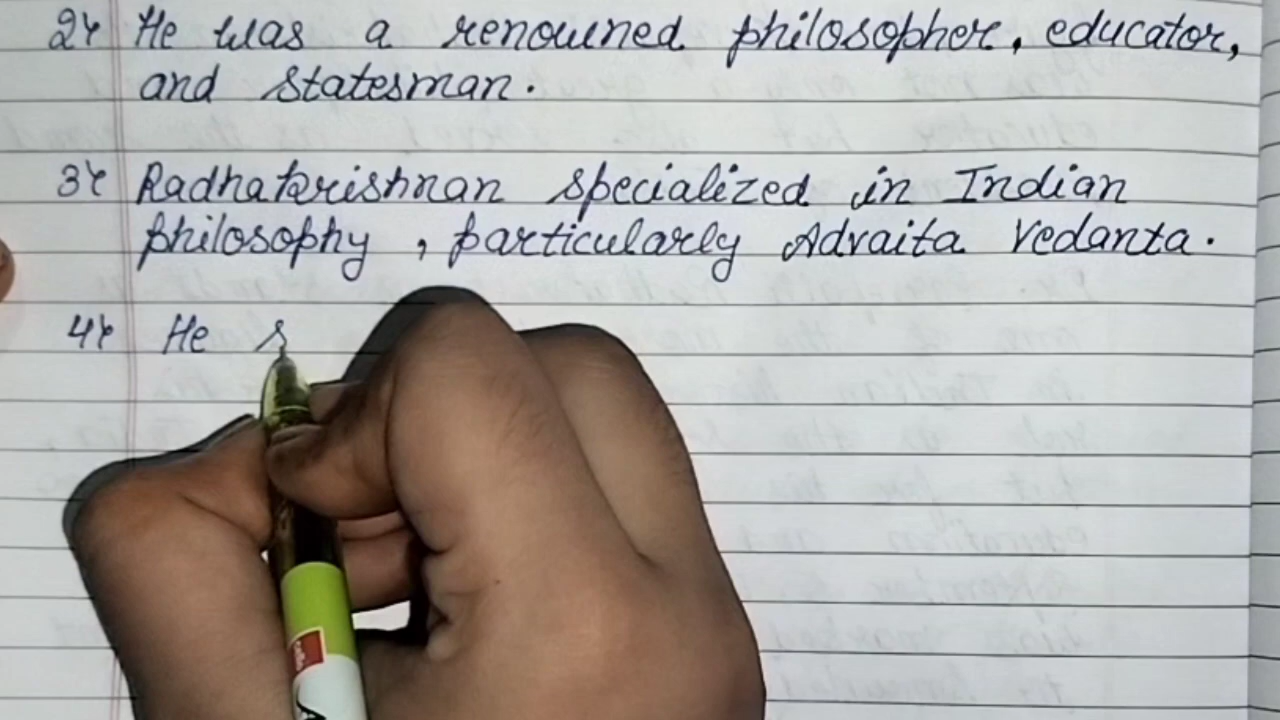 2) He was a renowned philosopher, educator,
and statesman.
3) Radhakrishnan specialized in Indian
philosophy, particularly Advaita Vedanta.
4) He s